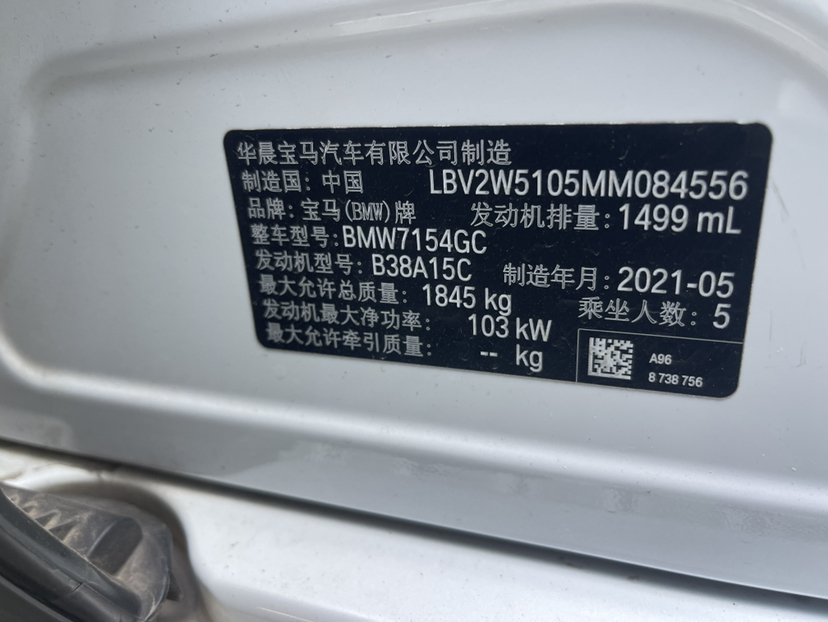 华晨宝马汽车有限公司制造
制造国：中国 LBV2W5105MM084556
品牌：宝马(BMW)牌 发动机排量：1499 mL
整车型号：BMW7154GC
发动机型号：B38A15C 制造年月：2021-05
最大允许总质量：1845 kg 乘坐人数：5
发动机最大净功率： 103 kW
最大允许牵引质量： -- kg
A96
8 738 756